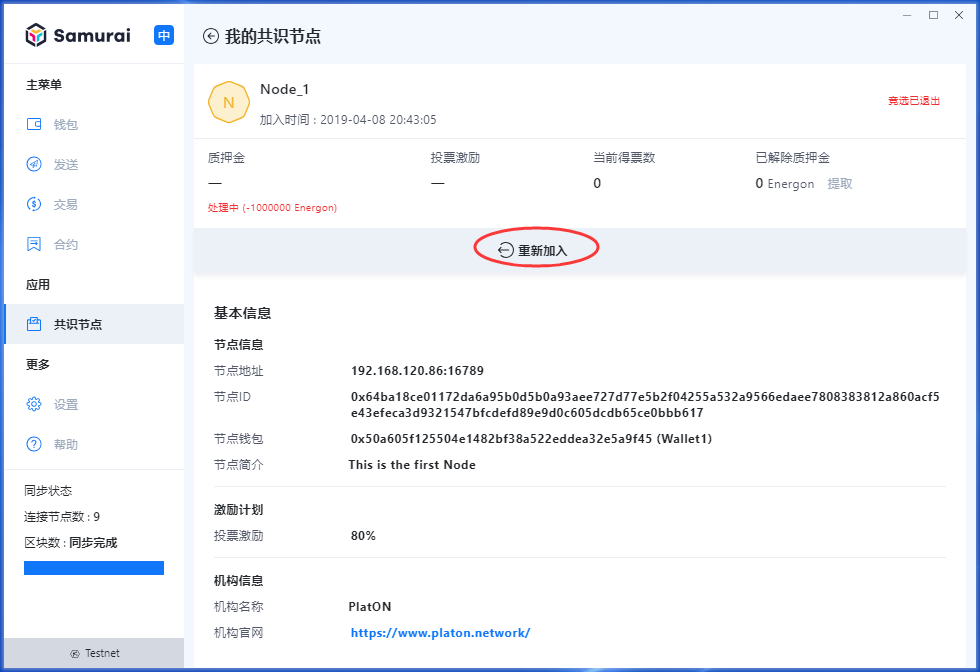 Samurai
中
主菜单
钱包
发送
交易
合约
应用
共识节点
更多
设置
帮助
同步状态
连接节点数 : 9
区块数 : 同步完成
Testnet
我的共识节点
N
Node_1
加入时间 : 2019-04-08 20:43:05
竞选已退出
质押金
投票激励
当前得票数
已解除质押金
—
—
0
0 Energon 提取
处理中 (-1000000 Energon)
重新加入
基本信息
节点信息
节点地址 192.168.120.86:16789
节点ID 0x64ba18ce01172da6a95b0d5b0a93aee727d77e5b2f04255a532a9566edaee7808383812a860acf5
e43efeca3d9321547bfcdefd89e9d0c605dcdb65ce0bbb617
节点钱包 0x50a605f125504e1482bf38a522eddea32e5a9f45 (Wallet1)
节点简介 This is the first Node
激励计划
投票激励 80%
机构信息
机构名称 PlatON
机构官网 https://www.platon.network/